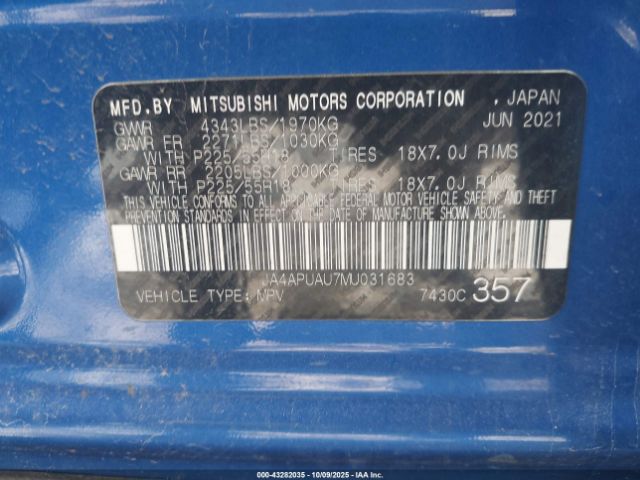 MFD.BY MITSUBISHI MOTORS CORPORATION , JAPAN
GVWR 4343LBS/1970KG JUN 2021
GAWR FR 2271LBS/1030KG
WITH P225/55R18 TIRES 18X7.0J RIMS
GAWR RR 2205LBS/1000KG
WITH P225/55R18 TIRES 18X7.0J RIMS
THIS VEHICLE CONFORMS TO ALL APPLICABLE FEDERAL MOTOR VEHICLE SAFETY AND THEFT
PREVENTION STANDARDS IN EFFECT ON THE DATE OF MANUFACTURE SHOWN ABOVE.
JA4APUAU7MU031683
VEHICLE TYPE: MPV 7430C 357
00-43282035 | 10/09/2025 | Copyright © IAA